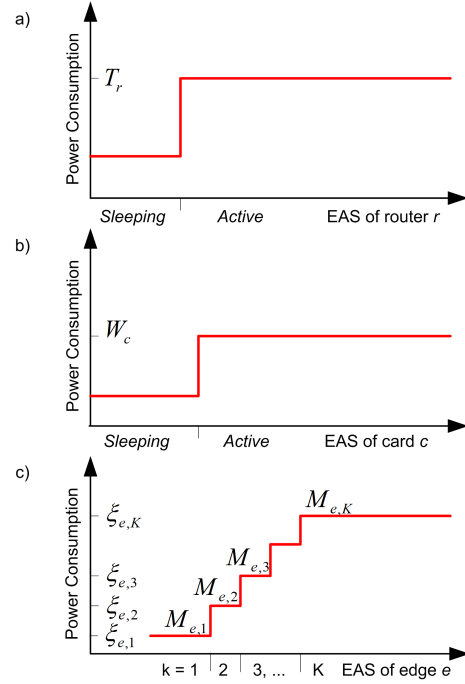 a)
Power Consumption
T_r
Sleeping Active EAS of router r
b)
Power Consumption
W_c
Sleeping Active EAS of card c
c)
Power Consumption
ξ_{e,K} M_{e,K}
ξ_{e,3} M_{e,3}
ξ_{e,2} M_{e,2}
ξ_{e,1} M_{e,1}
k = 1 2 3, ... K EAS of edge e